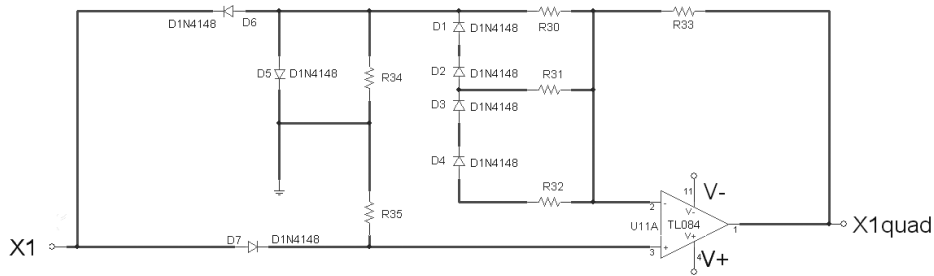 D1N4148 D6
D5 D1N4148
R34
D1 D1N4148
R30
R33
D2 D1N4148
R31
D3 D1N4148
D4 D1N4148
R32
R35
11 V-
2 -
V-
U11A TL084 1
V+
3 +
4 V+
X1quad
X1
D7 D1N4148